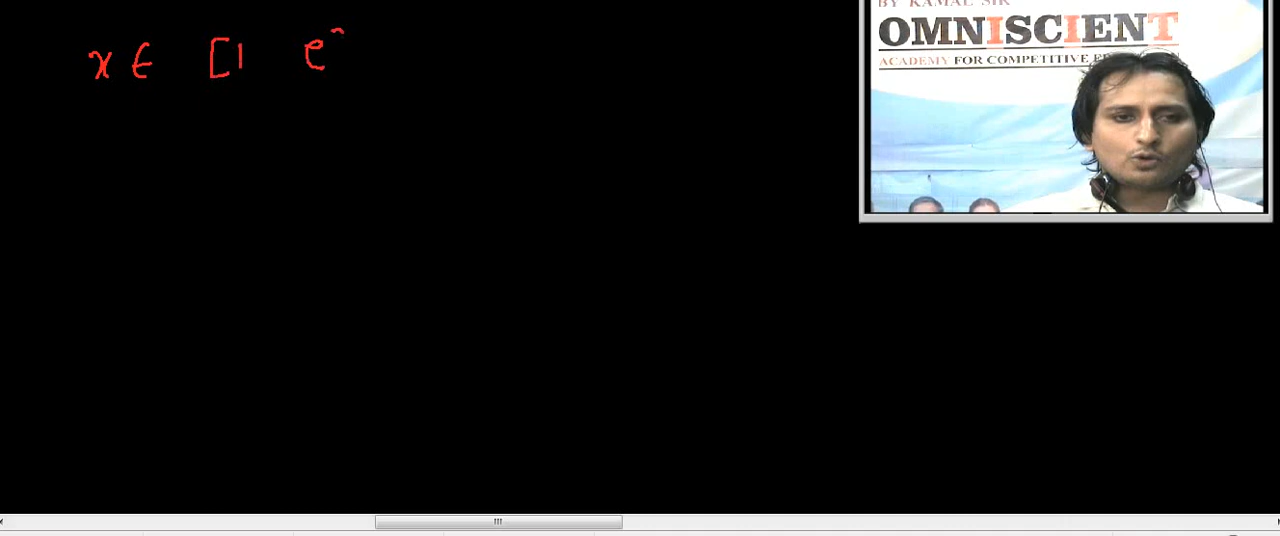 x ∈ [1 e
BY KAMAL SIR
OMNISCIENT
ACADEMY FOR COMPETITIVE